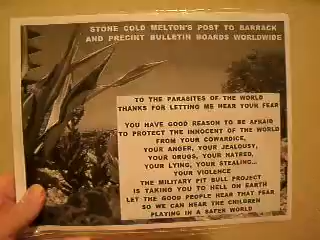 STONE COLD MELTON'S POST TO BARRACK
AND PRECINT BULLETIN BOARDS WORLDWIDE
TO THE PARASITES OF THE WORLD
THANKS FOR LETTING ME HEAR YOUR FEAR
YOU HAVE GOOD REASON TO BE AFRAID
TO PROTECT THE INNOCENT OF THE WORLD
FROM YOUR COWARDICE,
YOUR ANGER, YOUR JEALOUSY,
YOUR DRUGS, YOUR HATRED,
YOUR LYING, YOUR STEALING...
YOUR VIOLENCE
THE MILITARY PIT BULL PROJECT
IS TAKING YOU TO HELL ON EARTH
LET THE GOOD PEOPLE HEAR THAT FEAR
SO WE CAN HEAR THE CHILDREN
PLAYING IN A SAFER WORLD